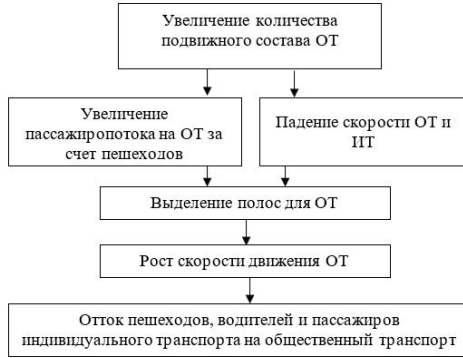 Увеличение количества
подвижного состава ОТ
Увеличение
пассажиропотока на ОТ за
счет пешеходов
Падение скорости ОТ и
ИТ
Выделение полос для ОТ
Рост скорости движения ОТ
Отток пешеходов, водителей и пассажиров
индивидуального транспорта на общественный транспорт